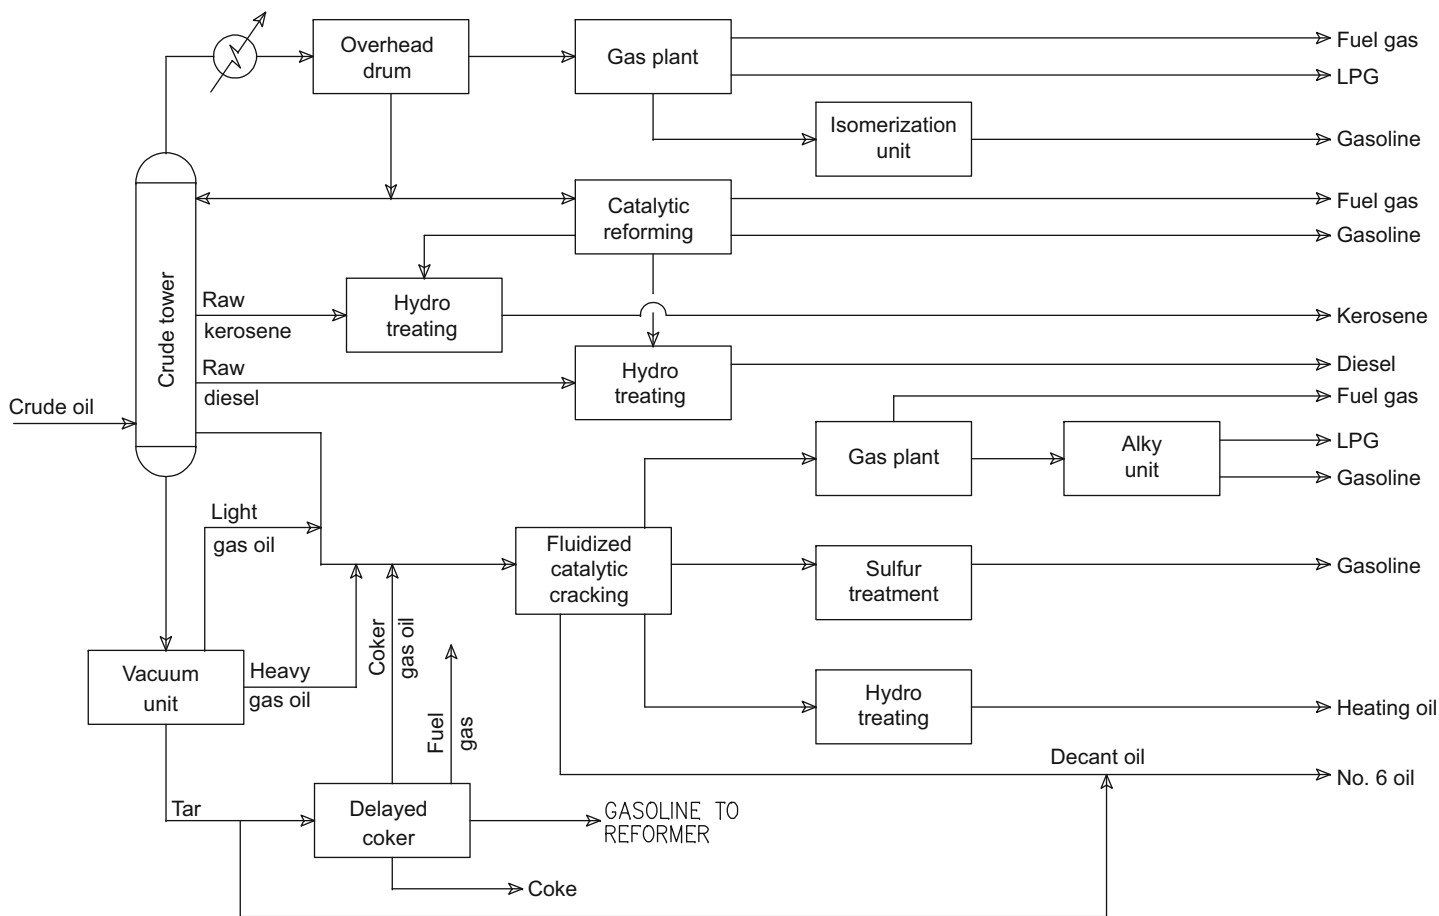 Overhead
drum
Gas plant
Fuel gas
LPG
Isomerization
unit
Gasoline
Catalytic
reforming
Fuel gas
Gasoline
Crude tower
Raw
kerosene
Hydro
treating
Kerosene
Raw
diesel
Hydro
treating
Diesel
Crude oil
Fuel gas
Gas plant
Alky
unit
LPG
Gasoline
Light
gas oil
Fluidized
catalytic
cracking
Sulfur
treatment
Gasoline
Vacuum
unit
Heavy
gas oil
Coker
gas oil
Fuel
gas
Hydro
treating
Heating oil
Decant oil
No. 6 oil
Tar
Delayed
coker
GASOLINE TO
REFORMER
Coke